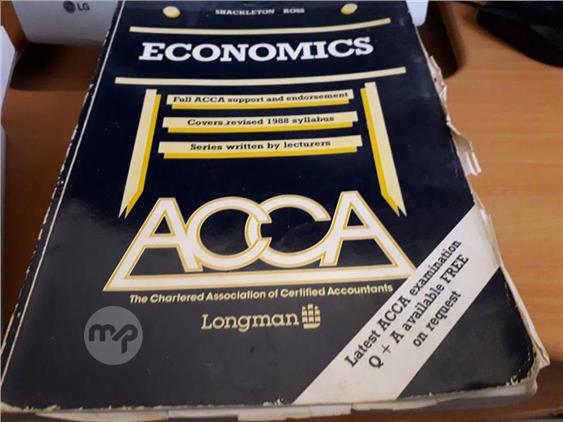 LG
SHACKLETON ROSS
ECONOMICS
Full ACCA support and endorsement
Covers revised 1988 syllabus
Series written by lecturers
ACCA
The Chartered Association of Certified Accountants
Longman
Latest ACCA examination
Q + A available FREE
on request
mp